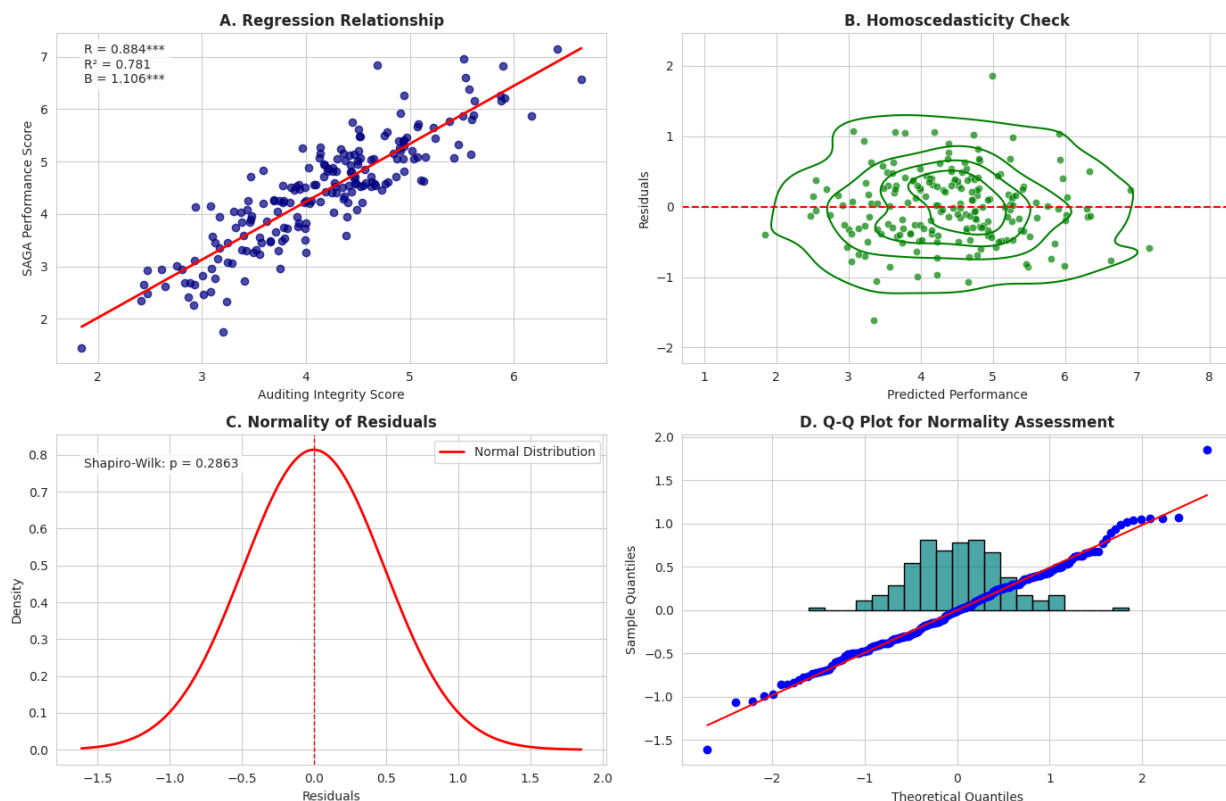 A. Regression Relationship
R = 0.884***
R² = 0.781
B = 1.106***
SAGA Performance Score
7
6
5
4
3
2
2 3 4 5 6
Auditing Integrity Score
B. Homoscedasticity Check
Residuals
2
1
0
−1
−2
1 2 3 4 5 6 7 8
Predicted Performance
C. Normality of Residuals
Shapiro-Wilk: p = 0.2863
Normal Distribution
Density
0.8
0.7
0.6
0.5
0.4
0.3
0.2
0.1
0.0
−1.5 −1.0 −0.5 0.0 0.5 1.0 1.5 2.0
Residuals
D. Q-Q Plot for Normality Assessment
Sample Quantiles
2.0
1.5
1.0
0.5
0.0
−0.5
−1.0
−1.5
−2 −1 0 1 2
Theoretical Quantiles